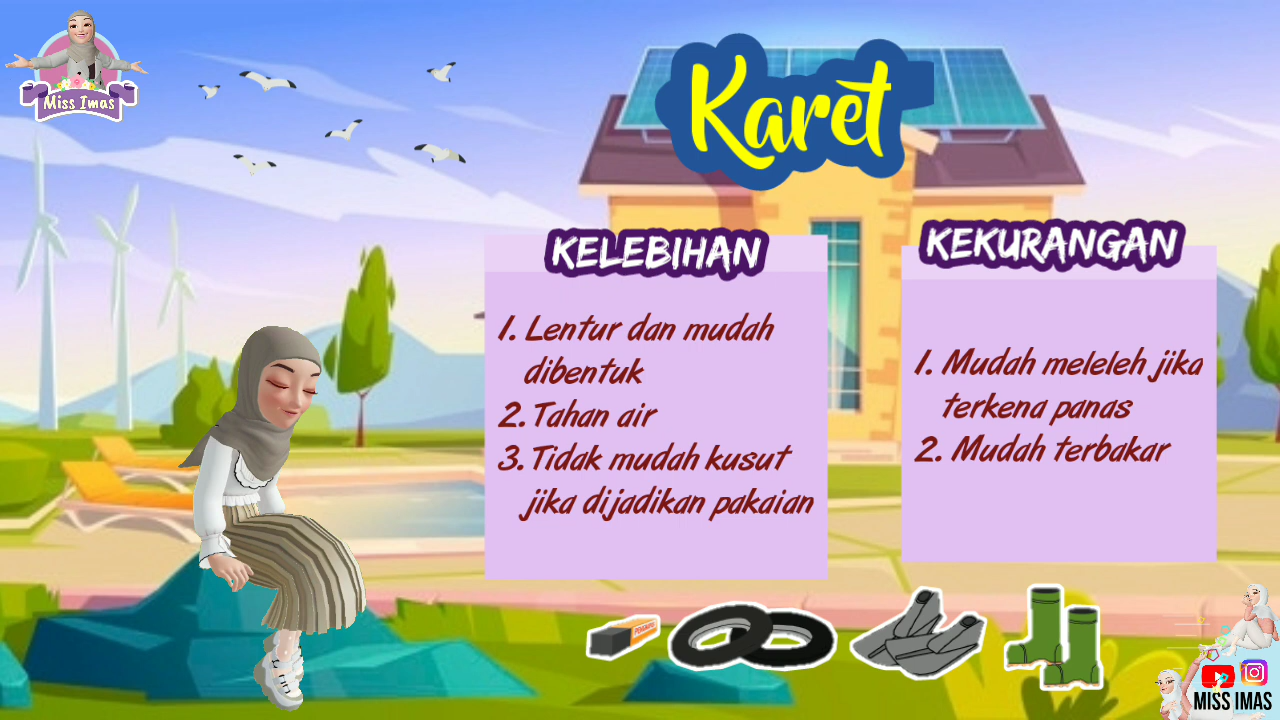 Miss Imas
Karet
KELEBIHAN
1. Lentur dan mudah
dibentuk
2. Tahan air
3. Tidak mudah kusut
jika dijadikan pakaian
KEKURANGAN
1. Mudah meleleh jika
terkena panas
2. Mudah terbakar
MISS IMAS